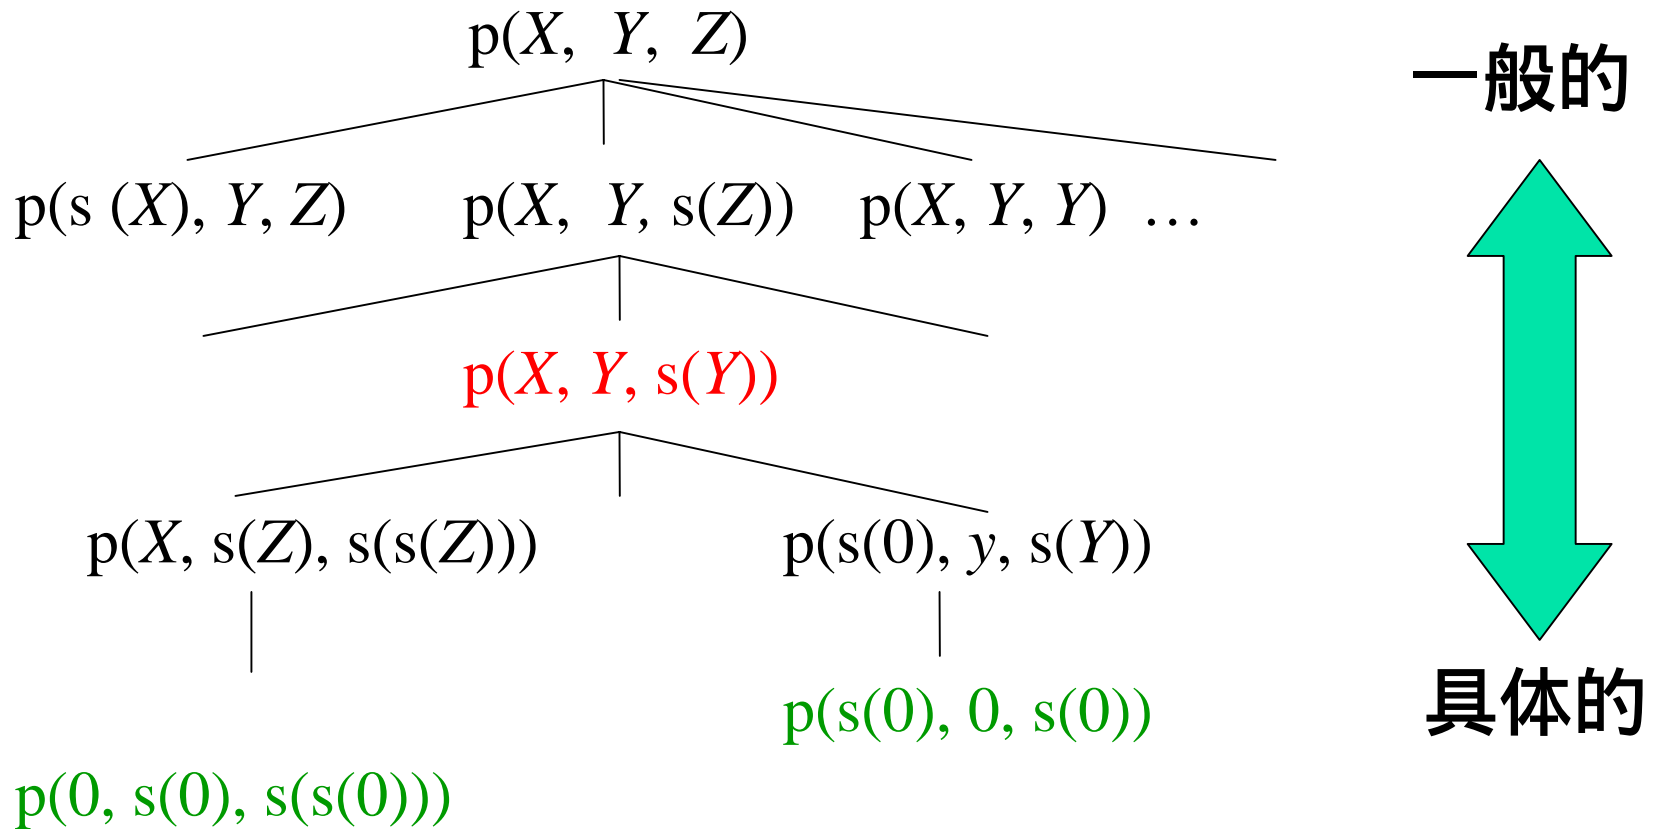 p(X, Y, Z)
一般的
p(s (X), Y, Z) p(X, Y, s(Z)) p(X, Y, Y) …
p(X, Y, s(Y))
p(X, s(Z), s(s(Z))) p(s(0), y, s(Y))
具体的
p(s(0), 0, s(0))
p(0, s(0), s(s(0)))